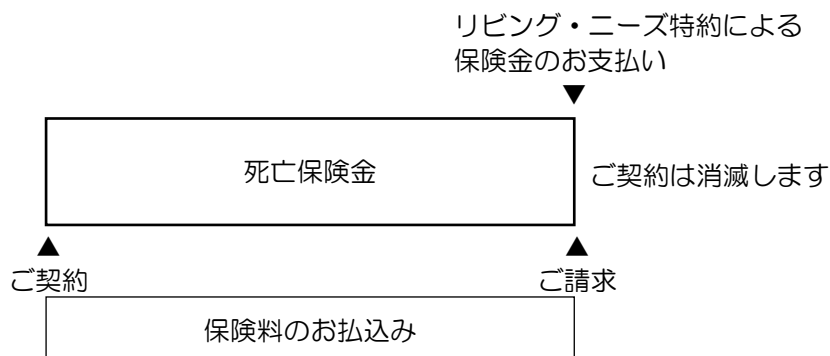 リビング・ニーズ特約による
保険金のお支払い
▼
死亡保険金
ご契約は消滅します
▲
▲
ご契約
ご請求
保険料のお払込み